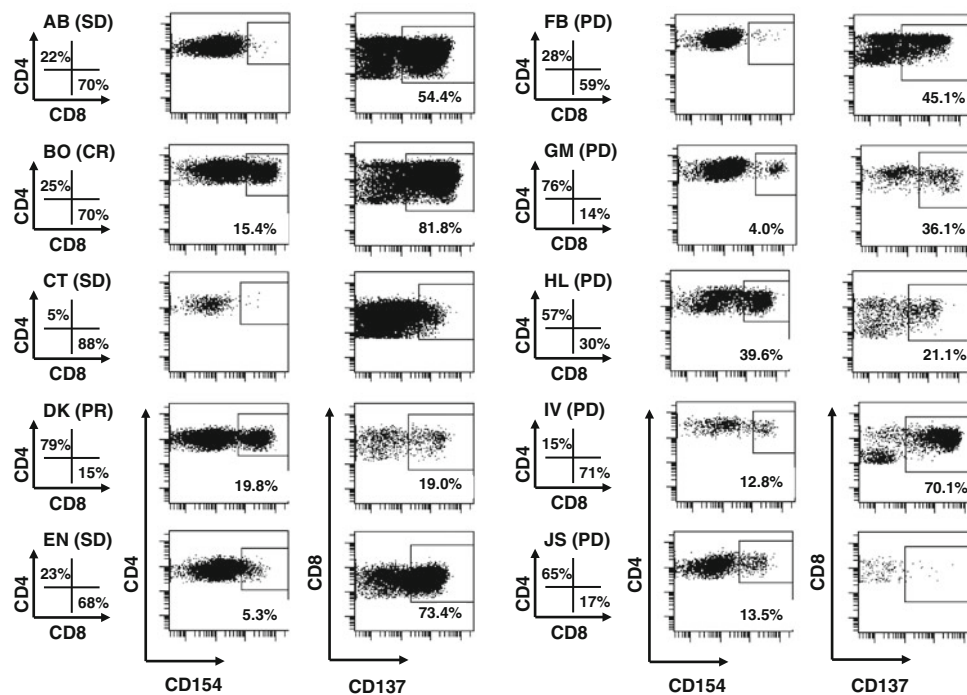 AB (SD)
CD4
22%
70%
CD8
54.4%
BO (CR)
CD4
25%
70%
CD8
15.4%
81.8%
CT (SD)
CD4
5%
88%
CD8
DK (PR)
CD4
79%
15%
CD8
19.8%
19.0%
EN (SD)
CD4
23%
68%
CD8
5.3%
73.4%
CD4
CD154
CD8
CD137
FB (PD)
CD4
28%
59%
CD8
45.1%
GM (PD)
CD4
76%
14%
CD8
4.0%
36.1%
HL (PD)
CD4
57%
30%
CD8
39.6%
21.1%
IV (PD)
CD4
15%
71%
CD8
12.8%
70.1%
JS (PD)
CD4
65%
17%
CD8
13.5%
CD4
CD154
CD8
CD137